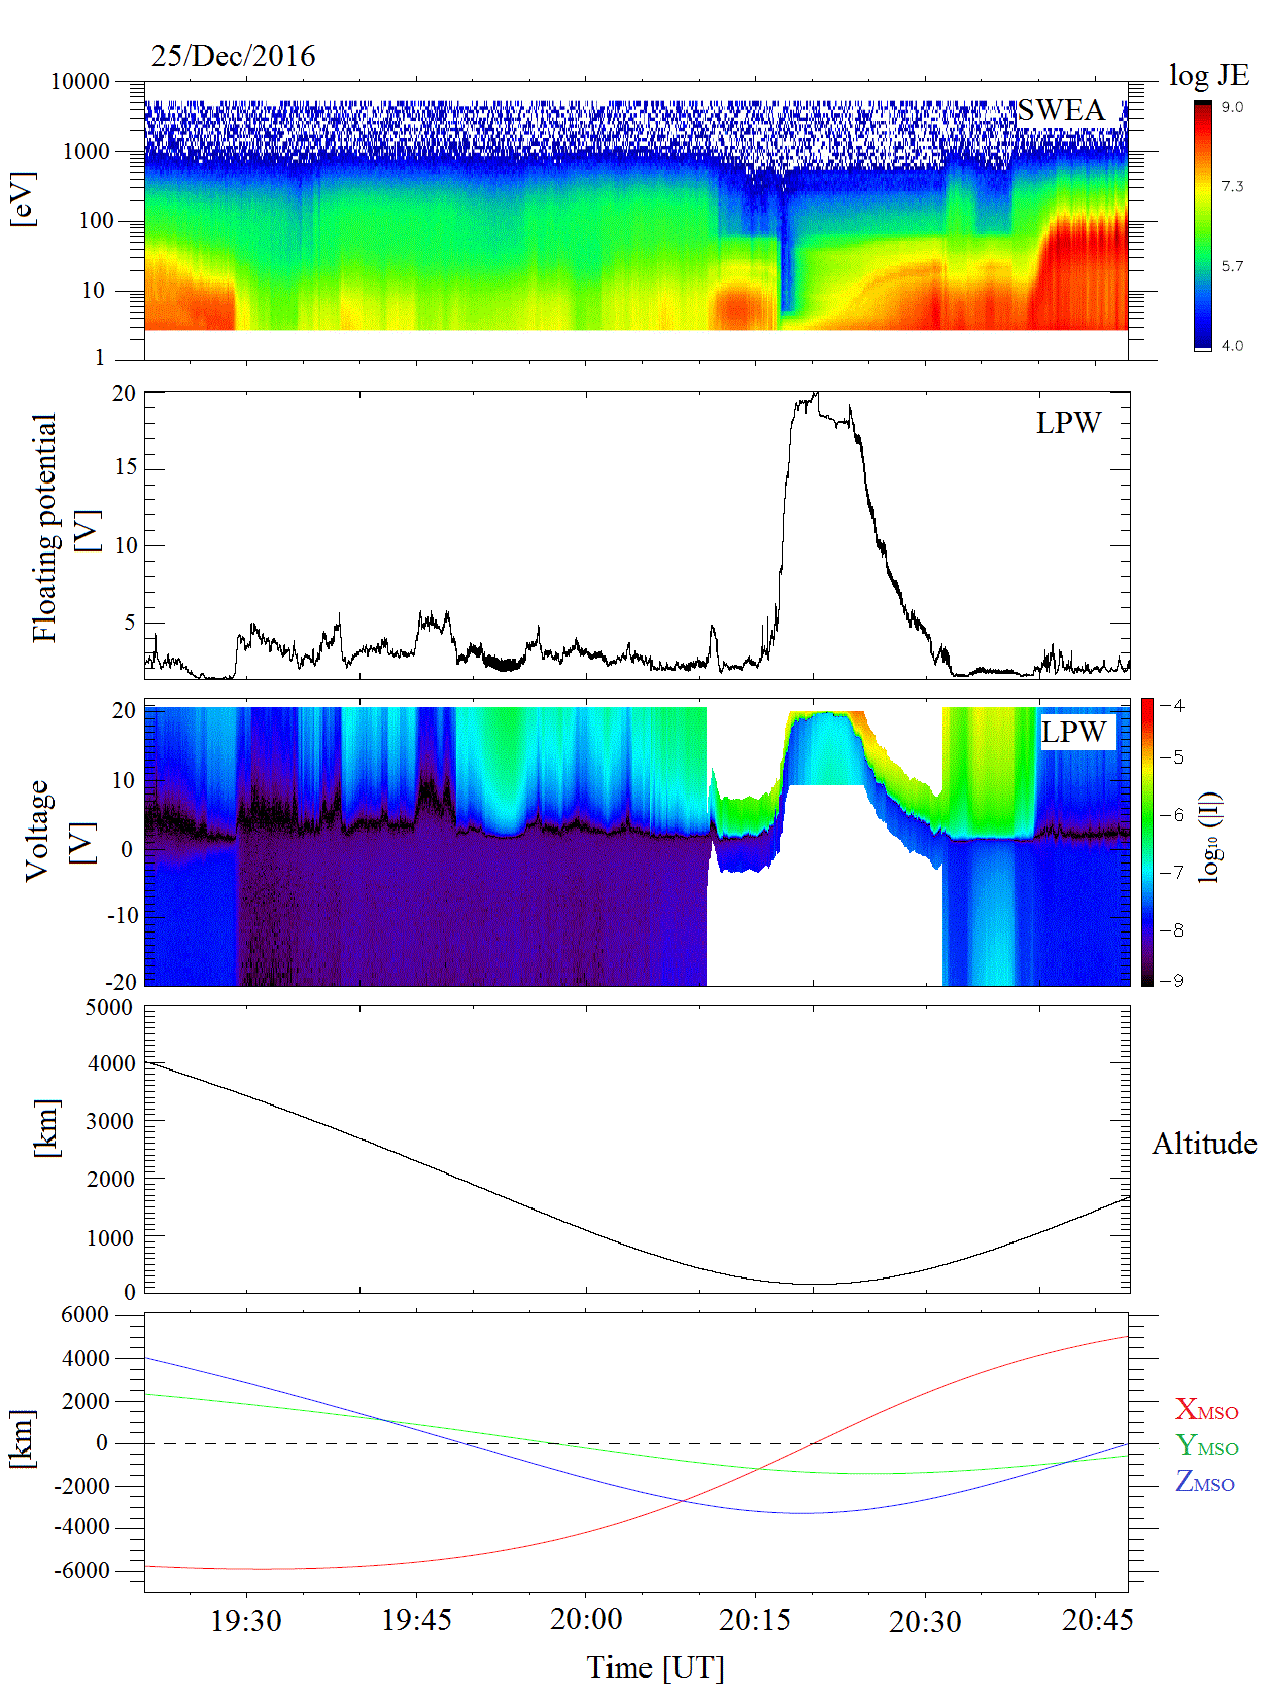 25/Dec/2016
log JE
10000
1000
100
10
1
[eV]
SWEA
9.0
7.3
5.7
4.0
20
15
10
5
Floating potential
[V]
LPW
20
10
0
-10
-20
Voltage
[V]
LPW
-4
-5
-6
-7
-8
-9
log10 (|I|)
5000
4000
3000
2000
1000
0
[km]
Altitude
6000
4000
2000
0
-2000
-4000
-6000
[km]
XMSO
YMSO
ZMSO
19:30 19:45 20:00 20:15 20:30 20:45
Time [UT]